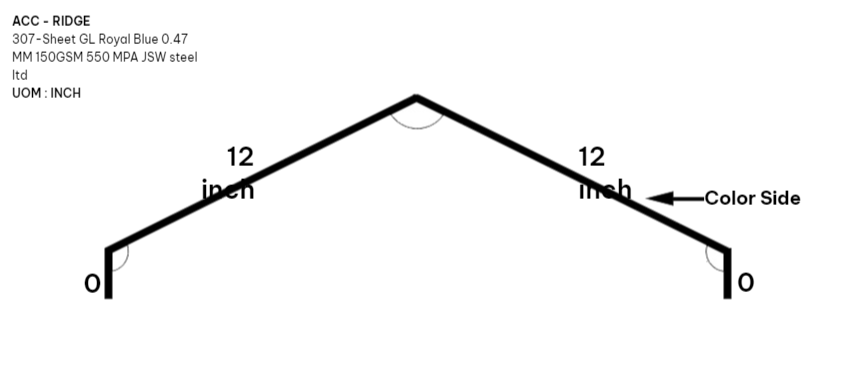 ACC - RIDGE
307-Sheet GL Royal Blue 0.47
MM 150GSM 550 MPA JSW steel
ltd
UOM : INCH
12
inch
12
inch
Color Side
0
0